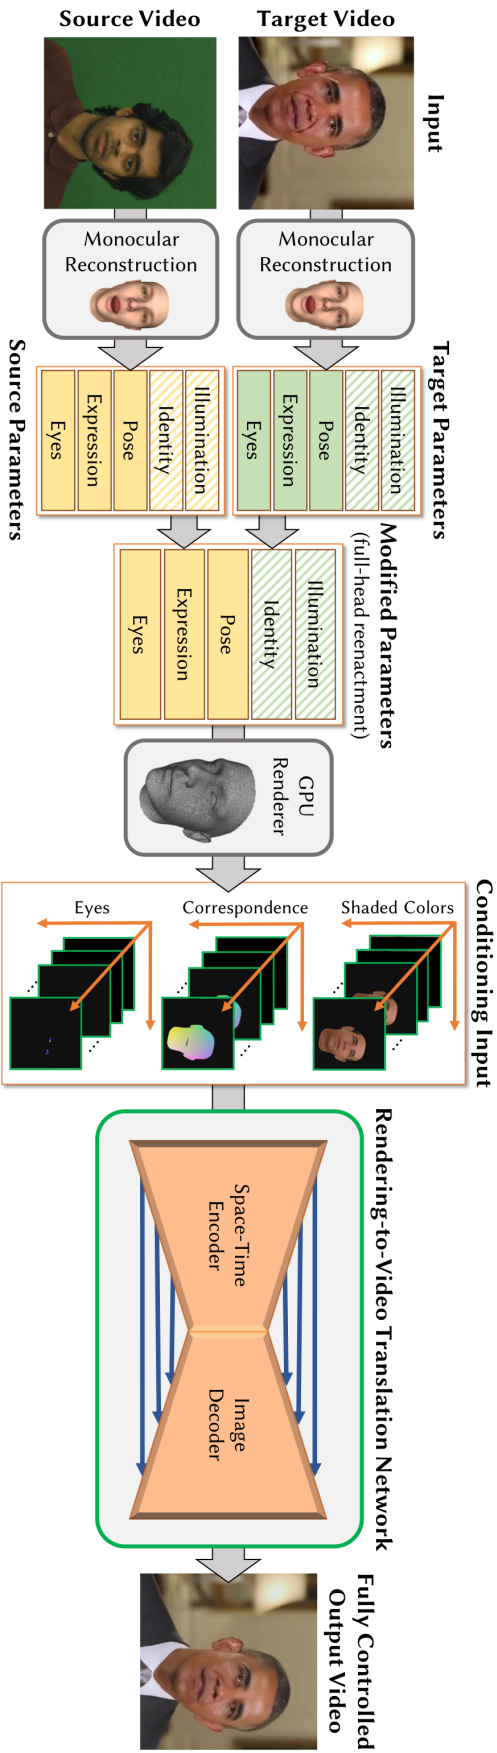 Input
Source Video
Target Video
Monocular
Reconstruction
Monocular
Reconstruction
Target Parameters
Illumination
Identity
Pose
Expression
Eyes
Source Parameters
Illumination
Identity
Pose
Expression
Eyes
Modified Parameters
(full-head reenactment)
Illumination
Identity
Pose
Expression
Eyes
GPU
Renderer
Conditioning Input
Shaded Colors
Correspondence
Eyes
...
...
...
Rendering-to-Video Translation Network
Space-Time
Encoder
Image
Decoder
Fully Controlled
Output Video